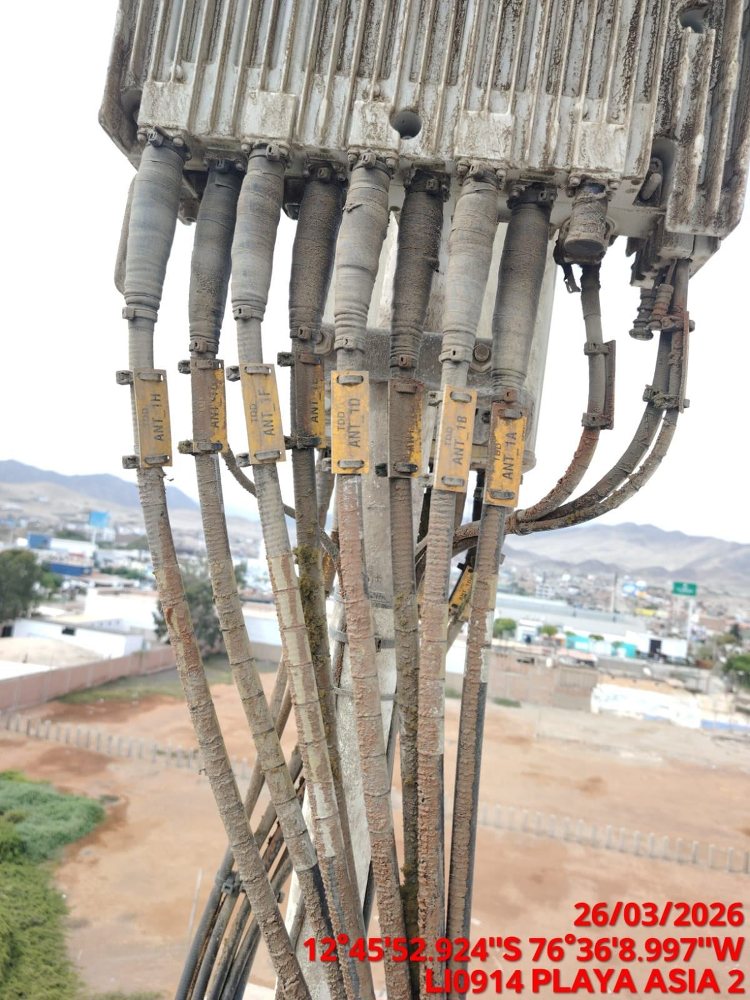 TDD
ANT_1H
TDD
ANT_1F
TDD
ANT_1D
ANT
TDD
ANT_1B
TDD
ANT_1A
26/03/2026
12°45'52.924"S 76°36'8.997"W
LI0914 PLAYA ASIA 2